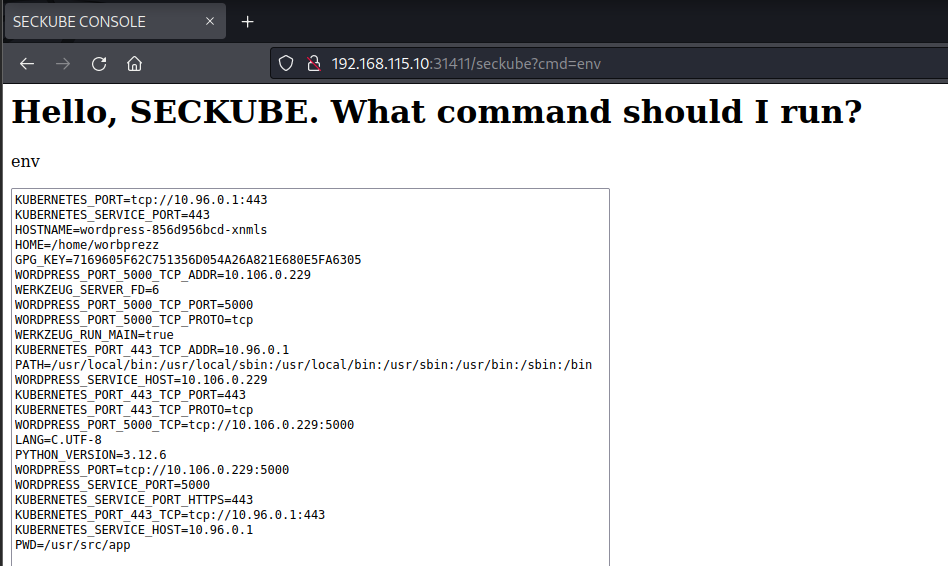 SECKUBE CONSOLE
192.168.115.10:31411/seckube?cmd=env
Hello, SECKUBE. What command should I run?
env
KUBERNETES_PORT=tcp://10.96.0.1:443
KUBERNETES_SERVICE_PORT=443
HOSTNAME=wordpress-856d956bcd-xnmls
HOME=/home/worbprezz
GPG_KEY=7169605F62C751356D054A26A821E680E5FA6305
WORDPRESS_PORT_5000_TCP_ADDR=10.106.0.229
WERKZEUG_SERVER_FD=6
WORDPRESS_PORT_5000_TCP_PORT=5000
WORDPRESS_PORT_5000_TCP_PROTO=tcp
WERKZEUG_RUN_MAIN=true
KUBERNETES_PORT_443_TCP_ADDR=10.96.0.1
PATH=/usr/local/bin:/usr/local/sbin:/usr/local/bin:/usr/sbin:/usr/bin:/sbin:/bin
WORDPRESS_SERVICE_HOST=10.106.0.229
KUBERNETES_PORT_443_TCP_PORT=443
KUBERNETES_PORT_443_TCP_PROTO=tcp
WORDPRESS_PORT_5000_TCP=tcp://10.106.0.229:5000
LANG=C.UTF-8
PYTHON_VERSION=3.12.6
WORDPRESS_PORT=tcp://10.106.0.229:5000
WORDPRESS_SERVICE_PORT=5000
KUBERNETES_SERVICE_PORT_HTTPS=443
KUBERNETES_PORT_443_TCP=tcp://10.96.0.1:443
KUBERNETES_SERVICE_HOST=10.96.0.1
PWD=/usr/src/app